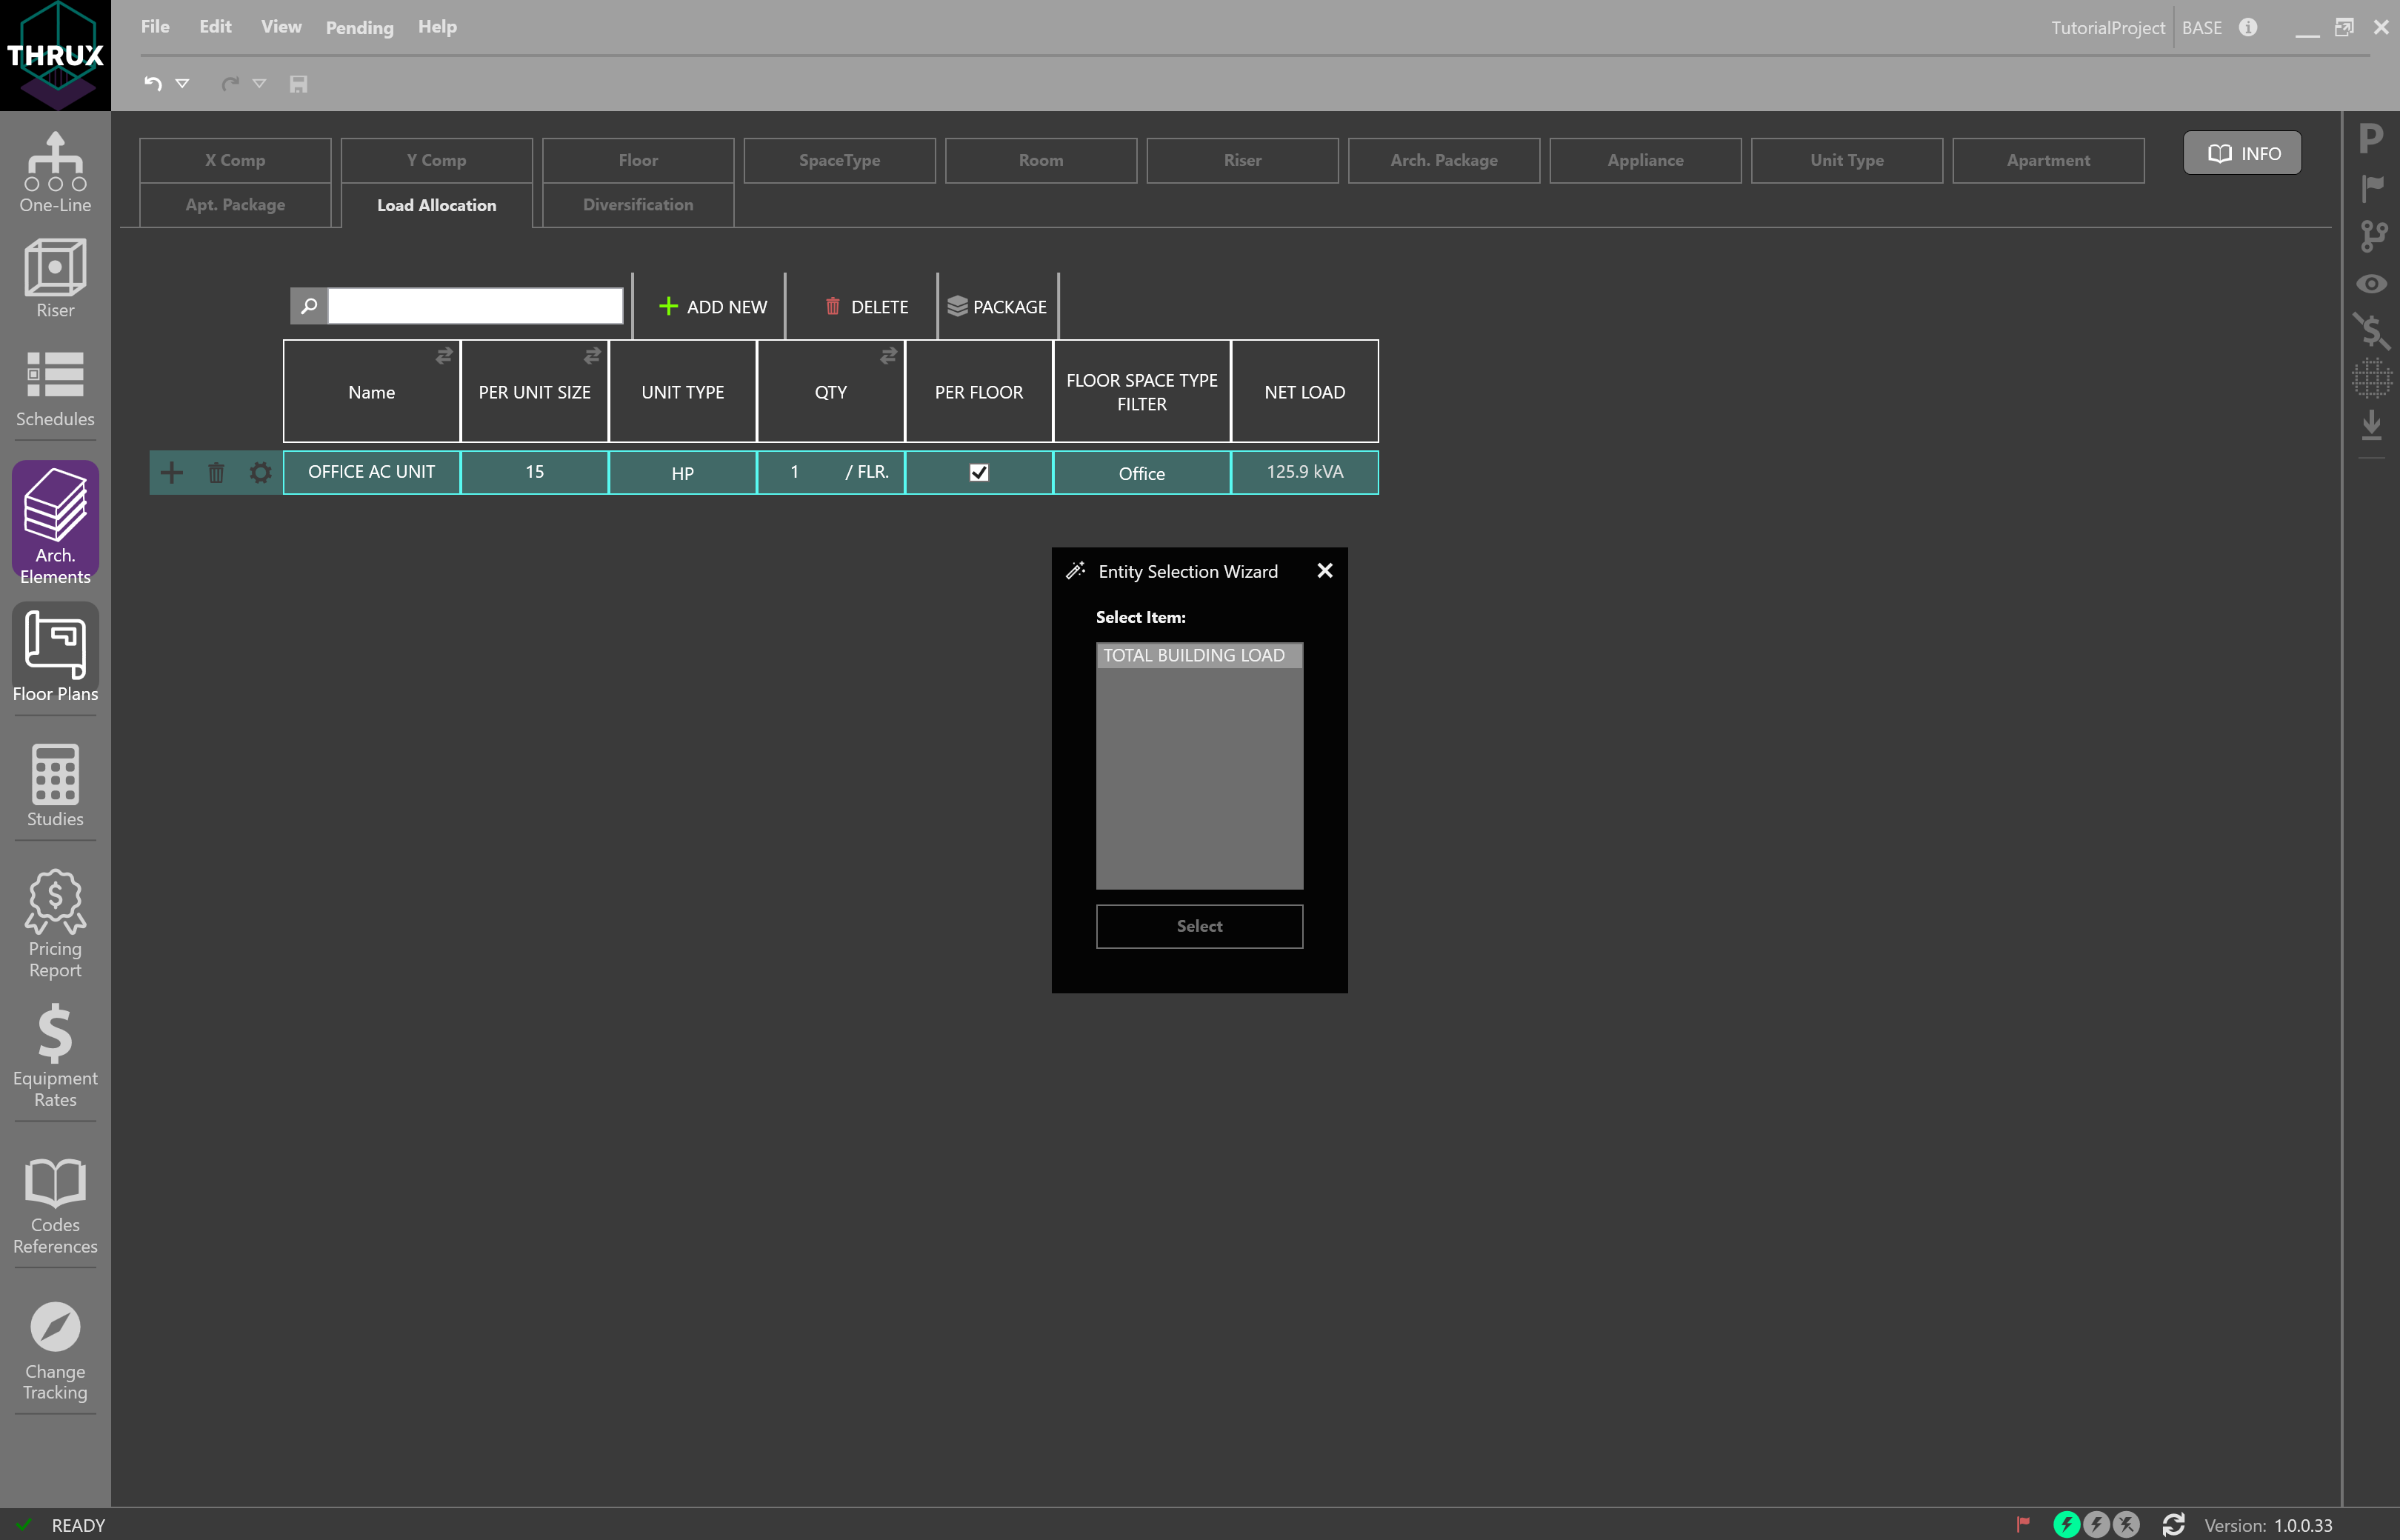 THRUX
File Edit View Pending Help
TutorialProject BASE
X Comp Y Comp Floor SpaceType Room Riser Arch. Package Appliance Unit Type Apartment
INFO
Apt. Package Load Allocation Diversification
ADD NEW DELETE PACKAGE
Name PER UNIT SIZE UNIT TYPE QTY PER FLOOR FLOOR SPACE TYPE FILTER NET LOAD
OFFICE AC UNIT 15 HP 1 / FLR. Office 125.9 kVA
One-Line
Riser
Schedules
Arch.
Elements
Floor Plans
Studies
Pricing
Report
Equipment
Rates
Codes
References
Change
Tracking
P
Entity Selection Wizard
Select Item:
TOTAL BUILDING LOAD
Select
READY
Version: 1.0.0.33